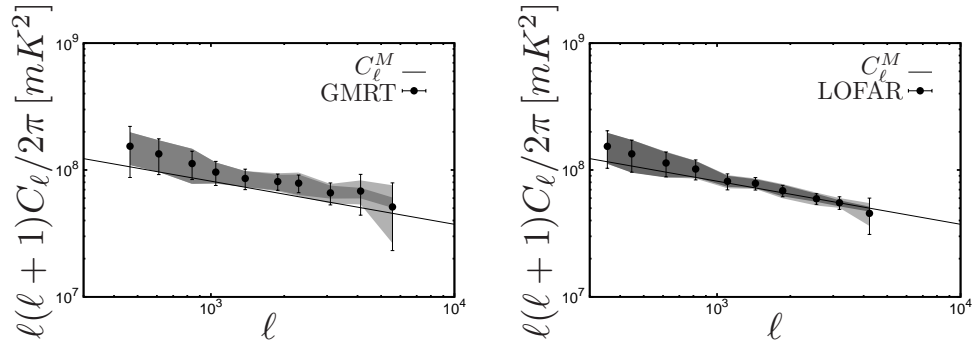 ℓ(ℓ + 1)C_ℓ/2π [mK^2]
10^9
10^8
10^7
C_ℓ^M
GMRT
10^3
10^4
ℓ
ℓ(ℓ + 1)C_ℓ/2π [mK^2]
10^9
10^8
10^7
C_ℓ^M
LOFAR
10^3
10^4
ℓ